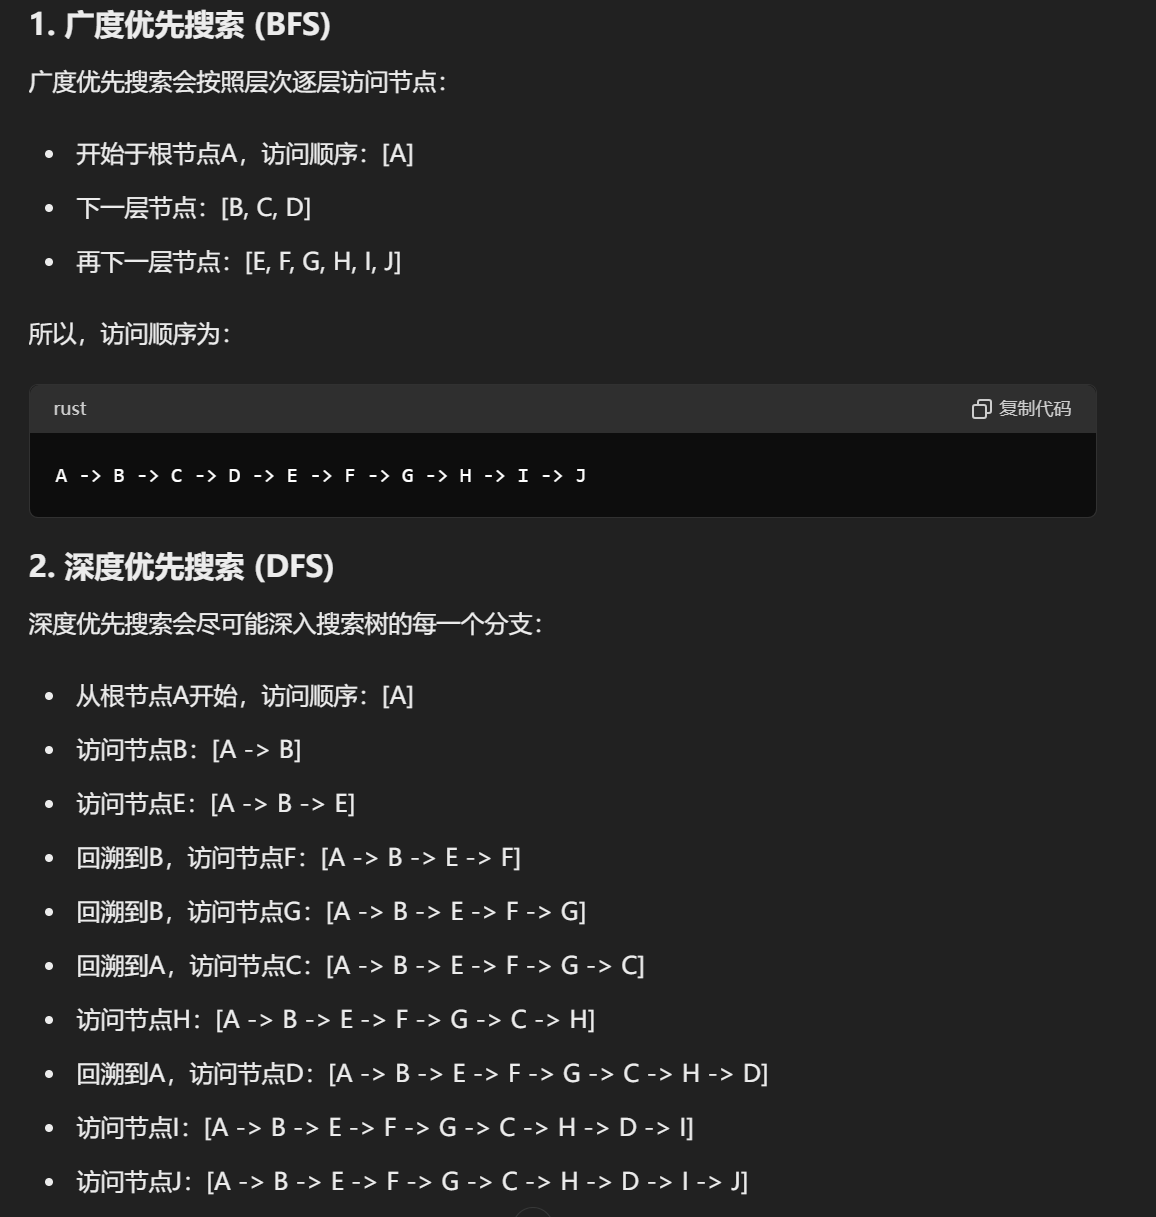 1. 广度优先搜索 (BFS)
广度优先搜索会按照层次逐层访问节点：
• 开始于根节点A，访问顺序：[A]
• 下一层节点：[B, C, D]
• 再下一层节点：[E, F, G, H, I, J]
所以，访问顺序为：
rust 复制代码
A -> B -> C -> D -> E -> F -> G -> H -> I -> J
2. 深度优先搜索 (DFS)
深度优先搜索会尽可能深入搜索树的每一个分支：
• 从根节点A开始，访问顺序：[A]
• 访问节点B：[A -> B]
• 访问节点E：[A -> B -> E]
• 回溯到B，访问节点F：[A -> B -> E -> F]
• 回溯到B，访问节点G：[A -> B -> E -> F -> G]
• 回溯到A，访问节点C：[A -> B -> E -> F -> G -> C]
• 访问节点H：[A -> B -> E -> F -> G -> C -> H]
• 回溯到A，访问节点D：[A -> B -> E -> F -> G -> C -> H -> D]
• 访问节点I：[A -> B -> E -> F -> G -> C -> H -> D -> I]
• 访问节点J：[A -> B -> E -> F -> G -> C -> H -> D -> I -> J]